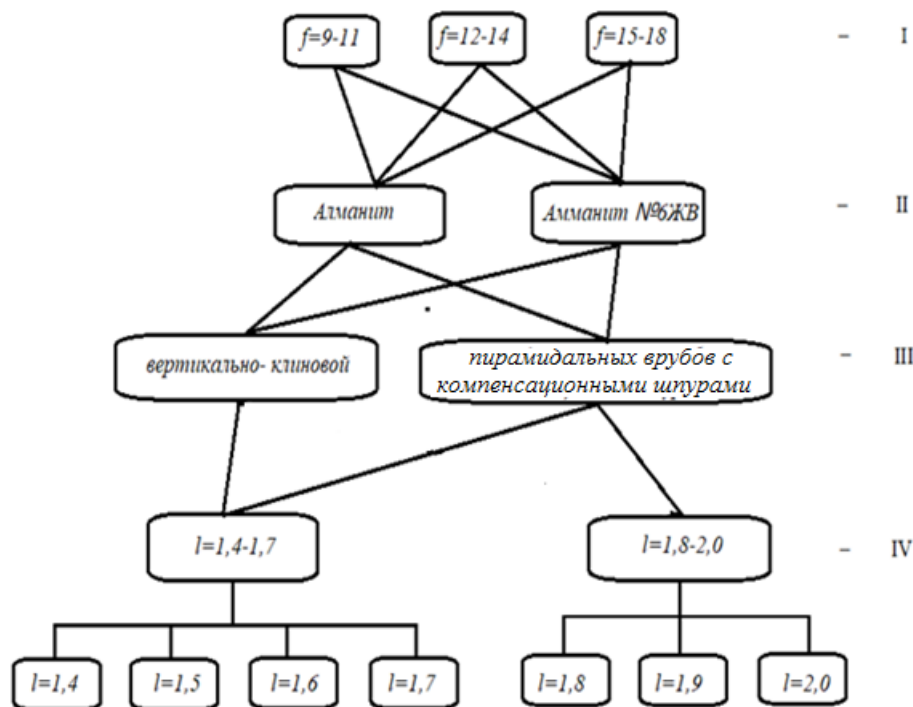 f=9-11 f=12-14 f=15-18 – I
Алманит Амманит №6ЖВ – II
вертикально- клиновой
пирамидальных врубов с
компенсационными шпурами
– III
l=1,4-1,7 l=1,8-2,0 – IV
l=1,4 l=1,5 l=1,6 l=1,7 l=1,8 l=1,9 l=2,0